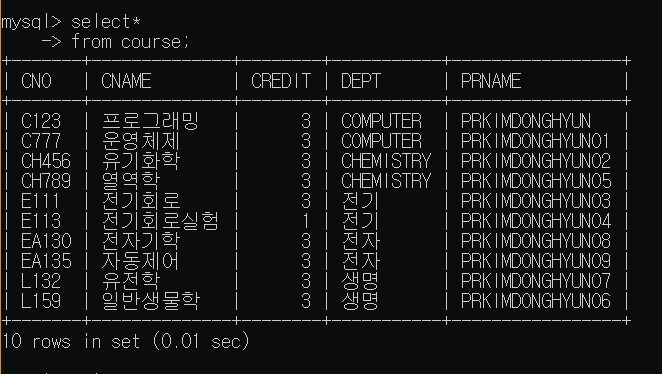 mysql> select*
-> from course;
| CNO | CNAME | CREDIT | DEPT | PRNAME |
| C123 | 프로그래밍 | 3 | COMPUTER | PRKIMDONGHYUN |
| C777 | 운영체제 | 3 | COMPUTER | PRKIMDONGHYUN01 |
| CH456 | 유기화학 | 3 | CHEMISTRY | PRKIMDONGHYUN02 |
| CH789 | 열역학 | 3 | CHEMISTRY | PRKIMDONGHYUN05 |
| E111 | 전기회로 | 3 | 전기 | PRKIMDONGHYUN03 |
| E113 | 전기회로실험 | 1 | 전기 | PRKIMDONGHYUN04 |
| EA130 | 전자기학 | 3 | 전자 | PRKIMDONGHYUN08 |
| EA135 | 자동제어 | 3 | 전자 | PRKIMDONGHYUN09 |
| L132 | 유전학 | 3 | 생명 | PRKIMDONGHYUN07 |
| L159 | 일반생물학 | 3 | 생명 | PRKIMDONGHYUN06 |
10 rows in set (0.01 sec)